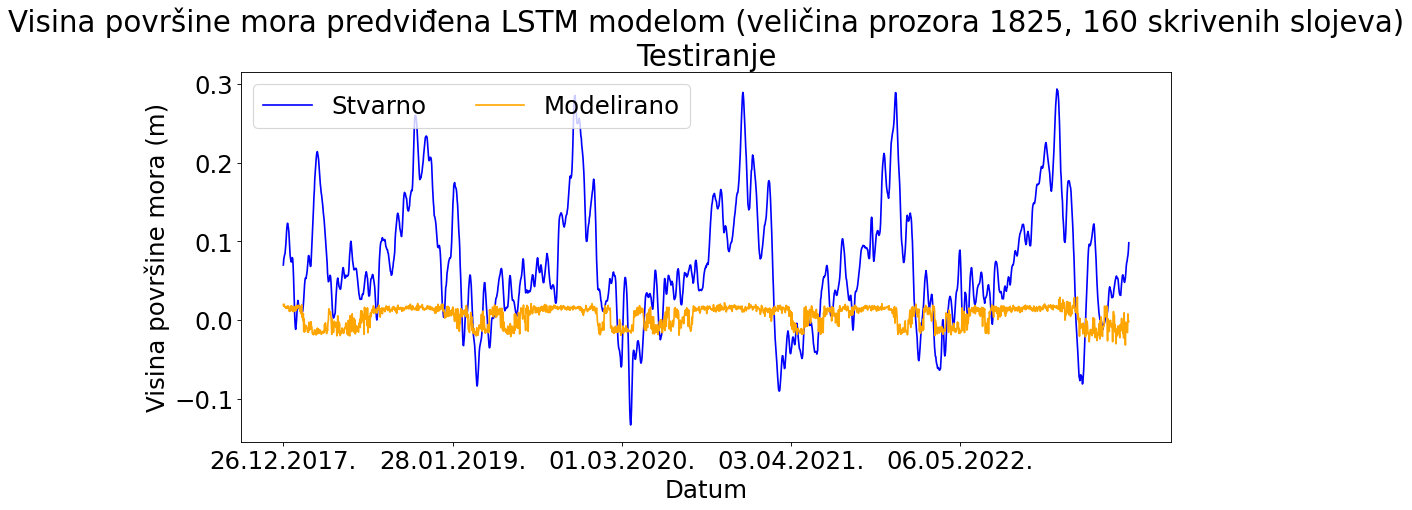 Visina površine mora predviđena LSTM modelom (veličina prozora 1825, 160 skrivenih slojeva)
Testiranje
Stvarno Modelirano
Visina površine mora (m)
0.3
0.2
0.1
0.0
−0.1
26.12.2017. 28.01.2019. 01.03.2020. 03.04.2021. 06.05.2022.
Datum